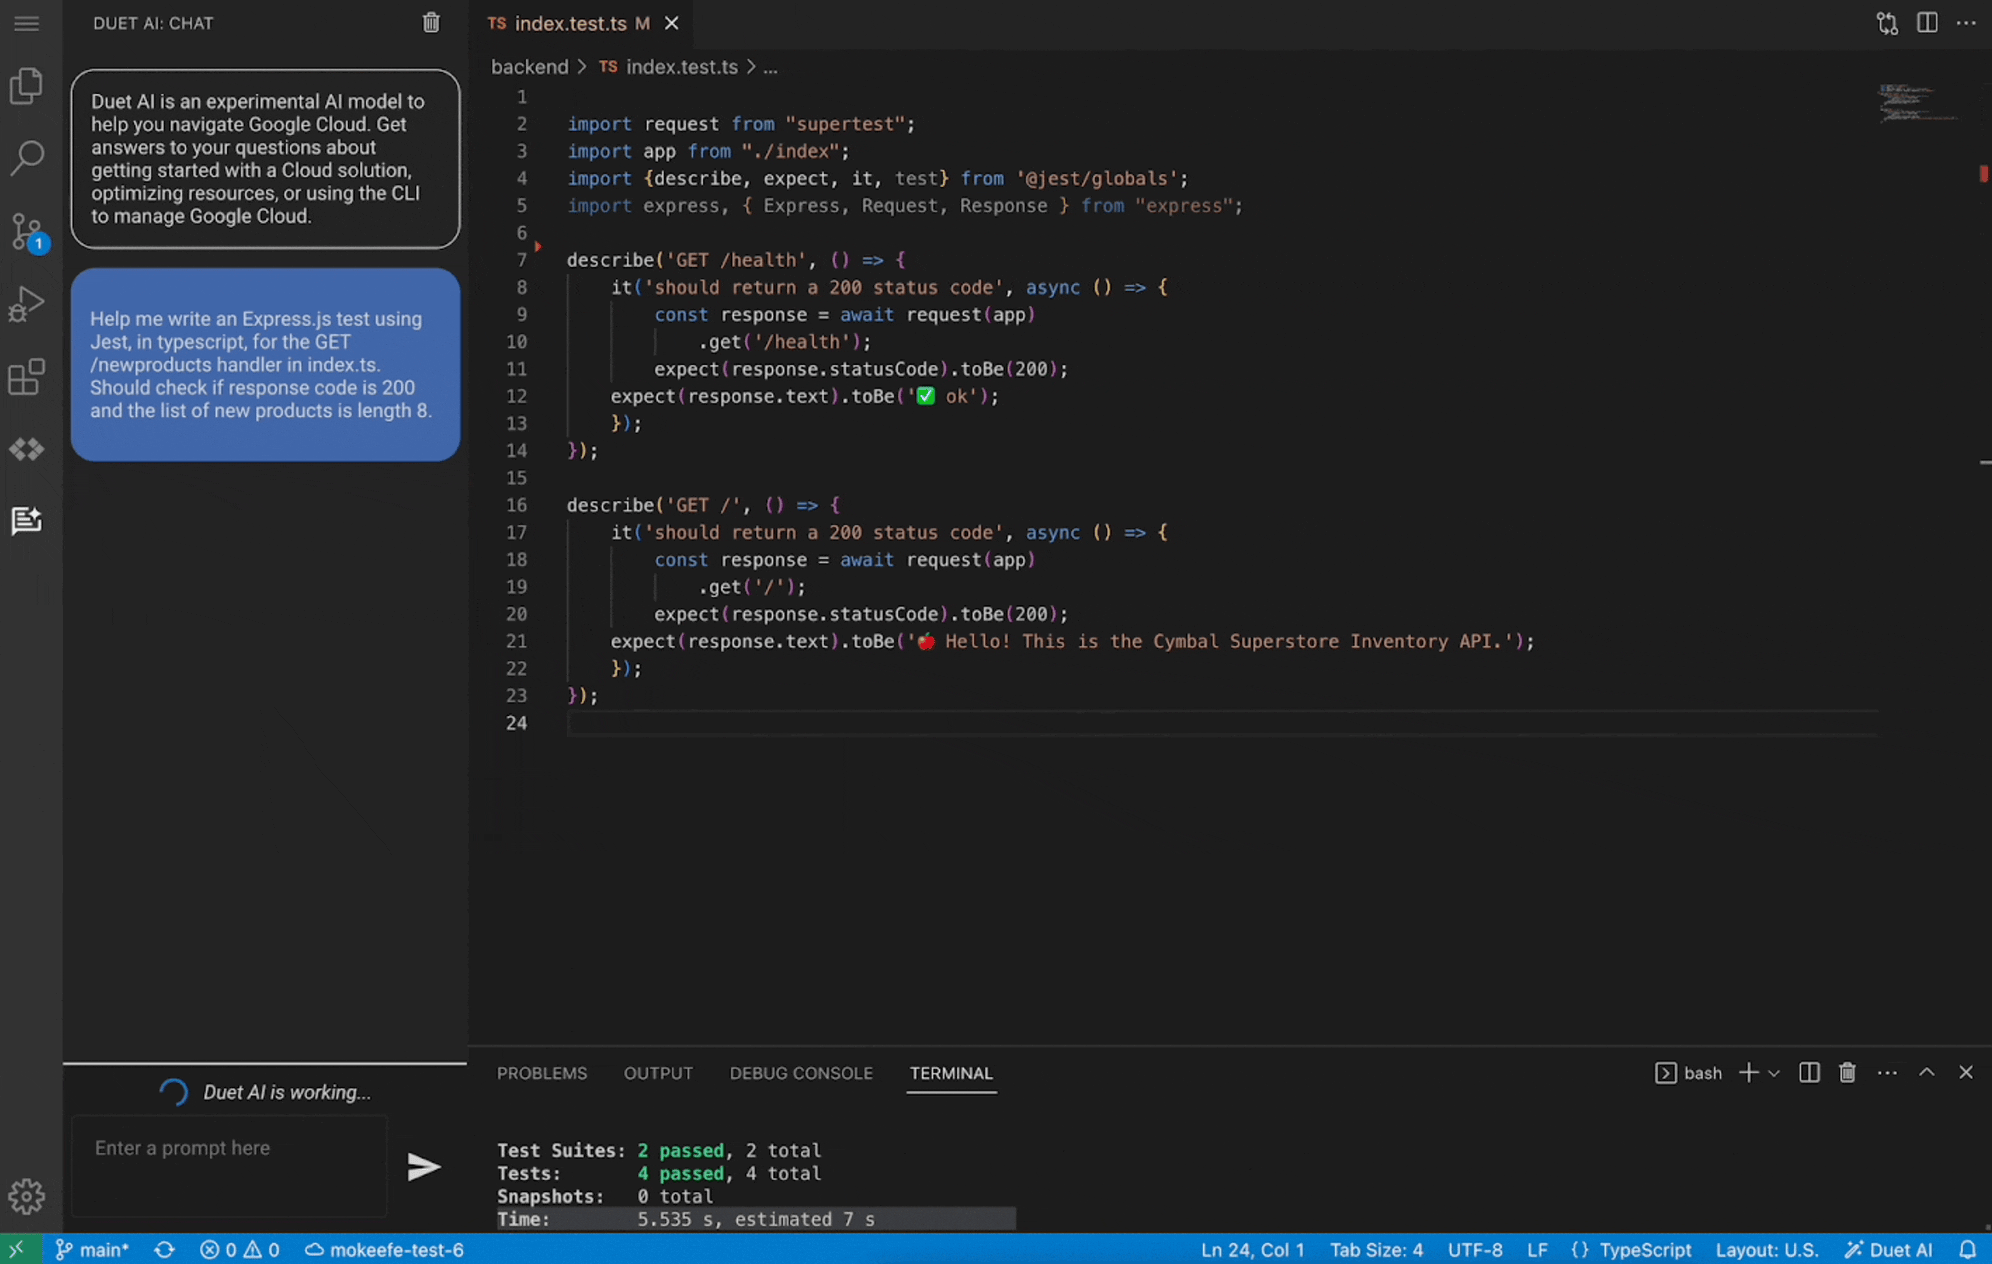 DUET AI: CHAT
Duet AI is an experimental AI model to
help you navigate Google Cloud. Get
answers to your questions about
getting started with a Cloud solution,
optimizing resources, or using the CLI
to manage Google Cloud.
Help me write an Express.js test using
Jest, in typescript, for the GET
/newproducts handler in index.ts.
Should check if response code is 200
and the list of new products is length 8.
1
Duet AI is working...
Enter a prompt here
TS index.test.ts M
backend > TS index.test.ts > ...
1
2 import request from "supertest";
3 import app from "./index";
4 import {describe, expect, it, test} from '@jest/globals';
5 import express, { Express, Request, Response } from "express";
6
7 describe('GET /health', () => {
8 it('should return a 200 status code', async () => {
9 const response = await request(app)
10 .get('/health');
11 expect(response.statusCode).toBe(200);
12 expect(response.text).toBe('✅ ok');
13 });
14 });
15
16 describe('GET /', () => {
17 it('should return a 200 status code', async () => {
18 const response = await request(app)
19 .get('/');
20 expect(response.statusCode).toBe(200);
21 expect(response.text).toBe('🍎 Hello! This is the Cymbal Superstore Inventory API.');
22 });
23 });
24
PROBLEMS OUTPUT DEBUG CONSOLE TERMINAL bash
Test Suites: 2 passed, 2 total
Tests: 4 passed, 4 total
Snapshots: 0 total
Time: 5.535 s, estimated 7 s
main* 0 0 mokeefe-test-6 Ln 24, Col 1 Tab Size: 4 UTF-8 LF {} TypeScript Layout: U.S. Duet AI